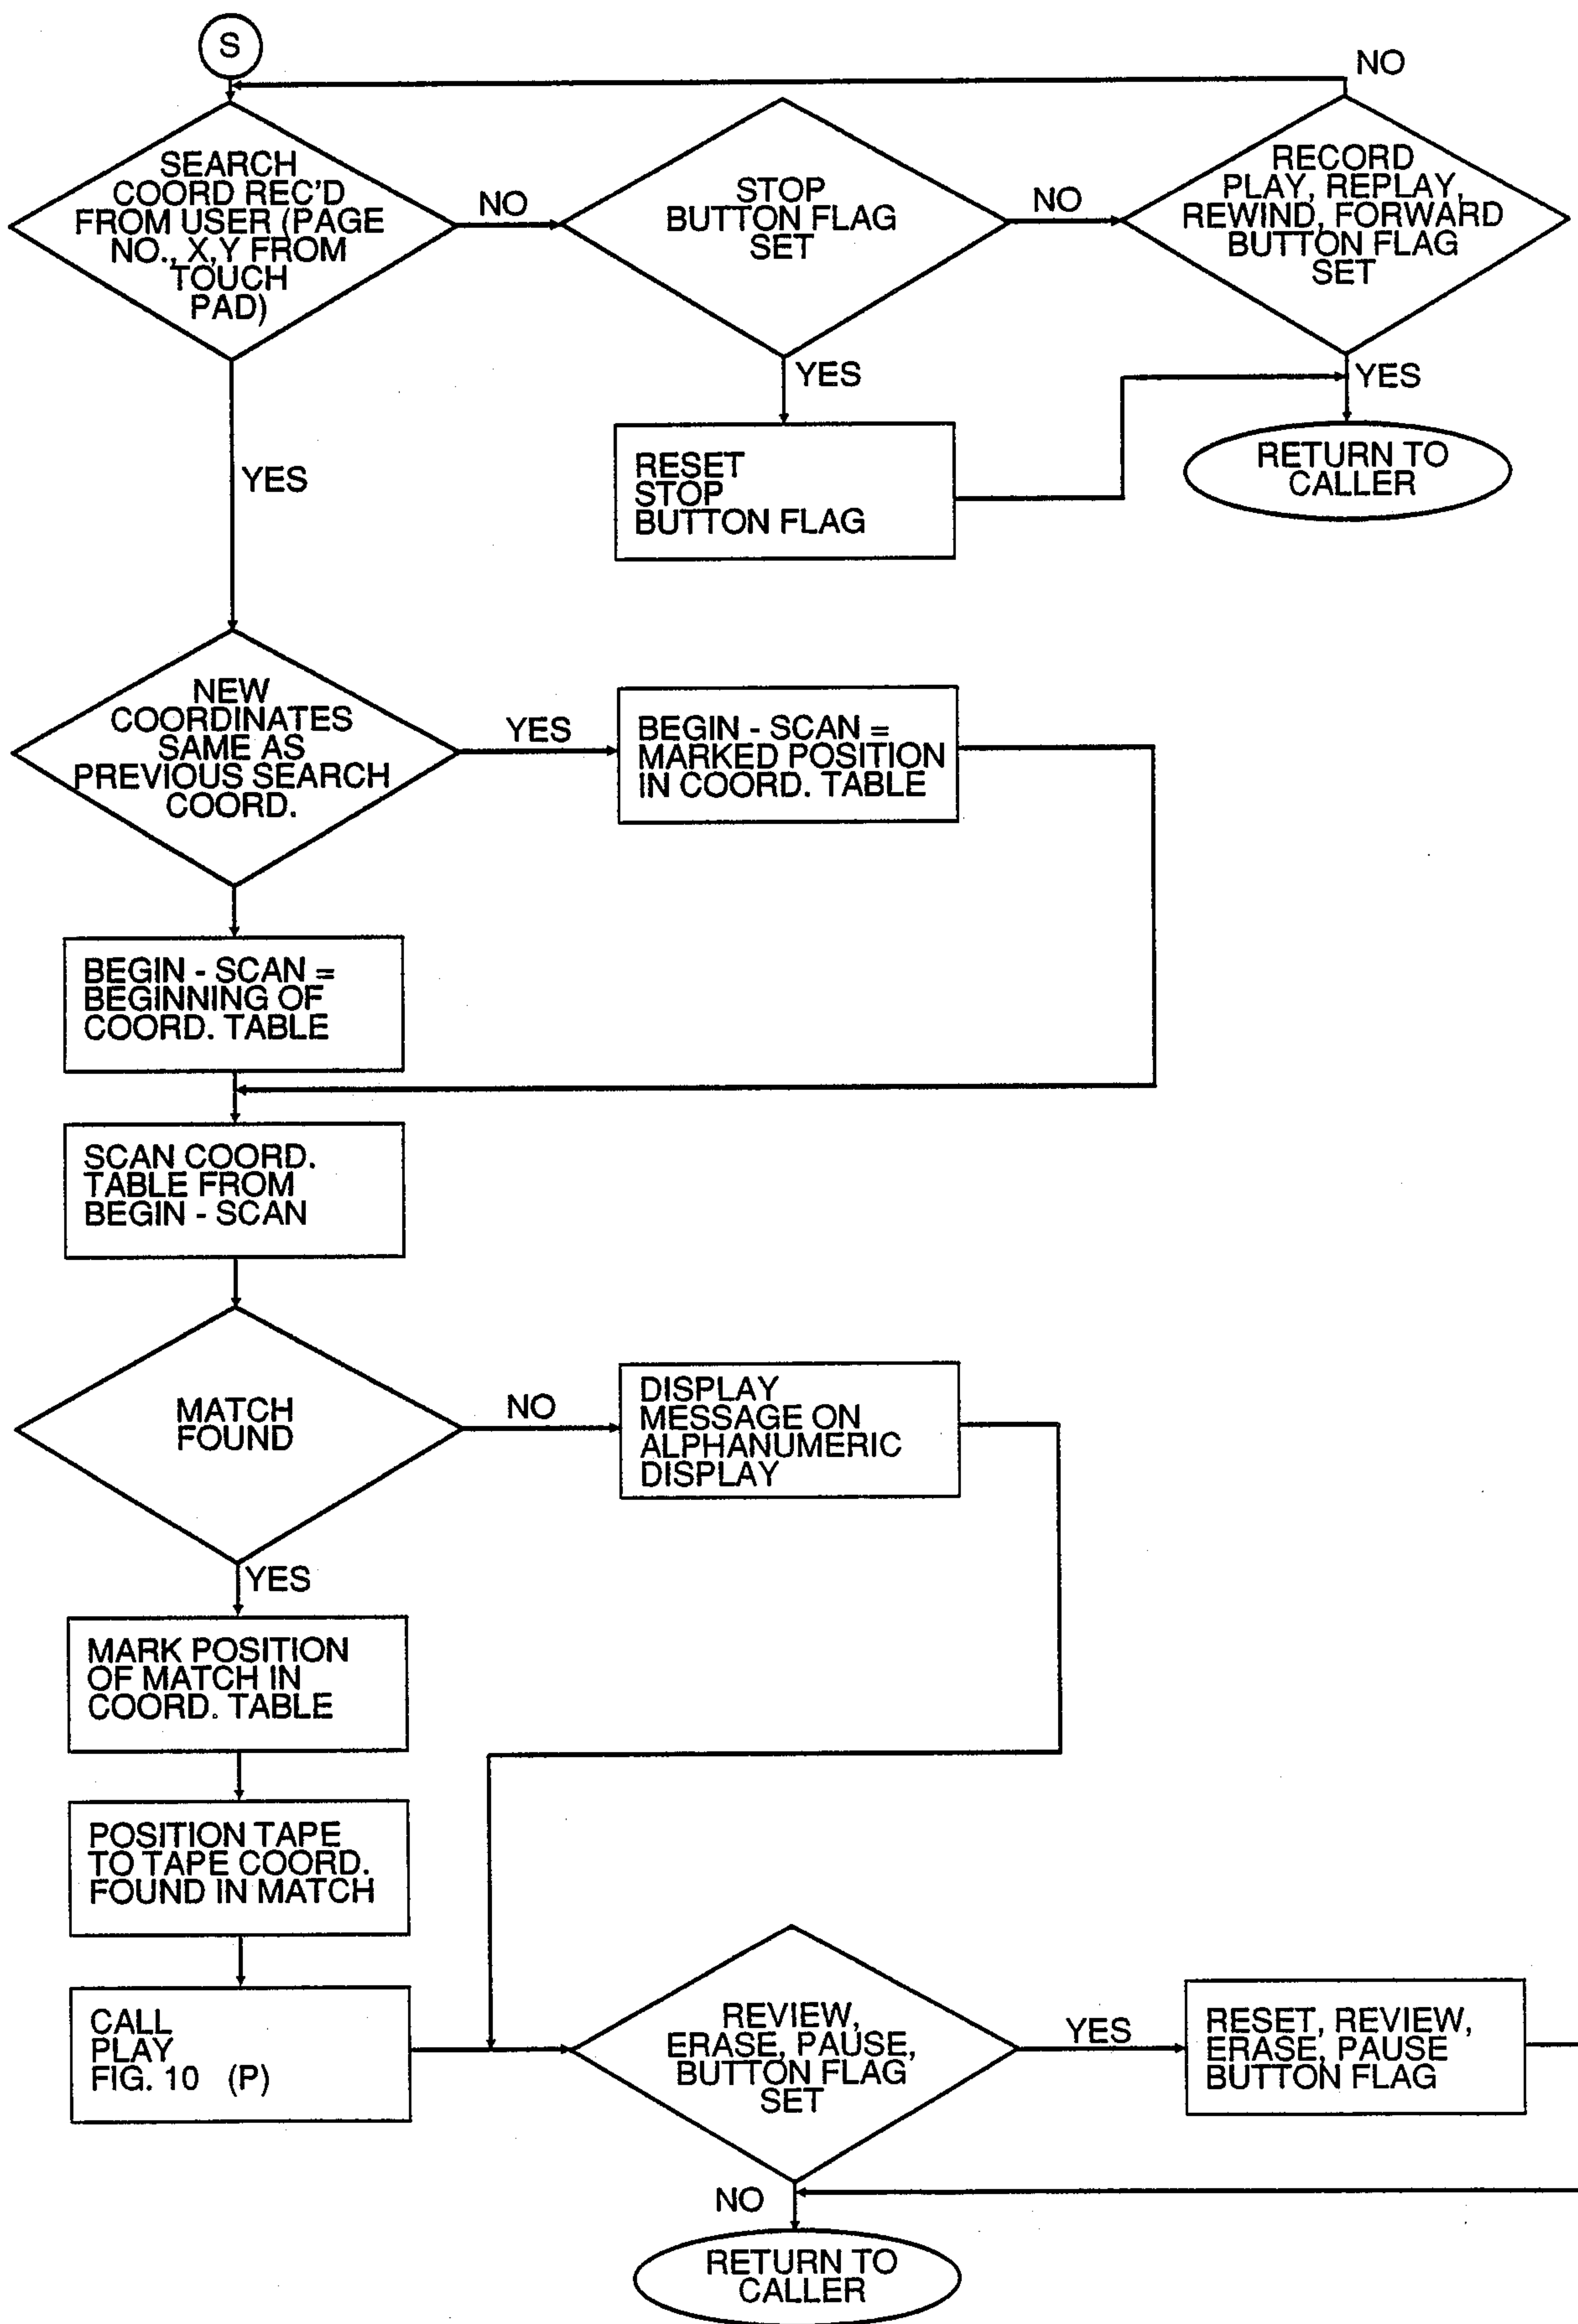 S
NO
SEARCH
COORD REC'D
FROM USER (PAGE
NO., X,Y FROM
TOUCH
PAD)
NO
STOP
BUTTON FLAG
SET
NO
RECORD
PLAY, REPLAY,
REWIND, FORWARD
BUTTON FLAG
SET
YES
YES
YES
RESET
STOP
BUTTON FLAG
RETURN TO
CALLER
NEW
COORDINATES
SAME AS
PREVIOUS SEARCH
COORD.
YES
BEGIN - SCAN =
MARKED POSITION
IN COORD. TABLE
BEGIN - SCAN =
BEGINNING OF
COORD. TABLE
SCAN COORD.
TABLE FROM
BEGIN - SCAN
MATCH
FOUND
NO
DISPLAY
MESSAGE ON
ALPHANUMERIC
DISPLAY
YES
MARK POSITION
OF MATCH IN
COORD. TABLE
POSITION TAPE
TO TAPE COORD.
FOUND IN MATCH
CALL
PLAY
FIG. 10 (P)
REVIEW,
ERASE, PAUSE,
BUTTON FLAG
SET
YES
RESET, REVIEW,
ERASE, PAUSE
BUTTON FLAG
NO
RETURN TO
CALLER